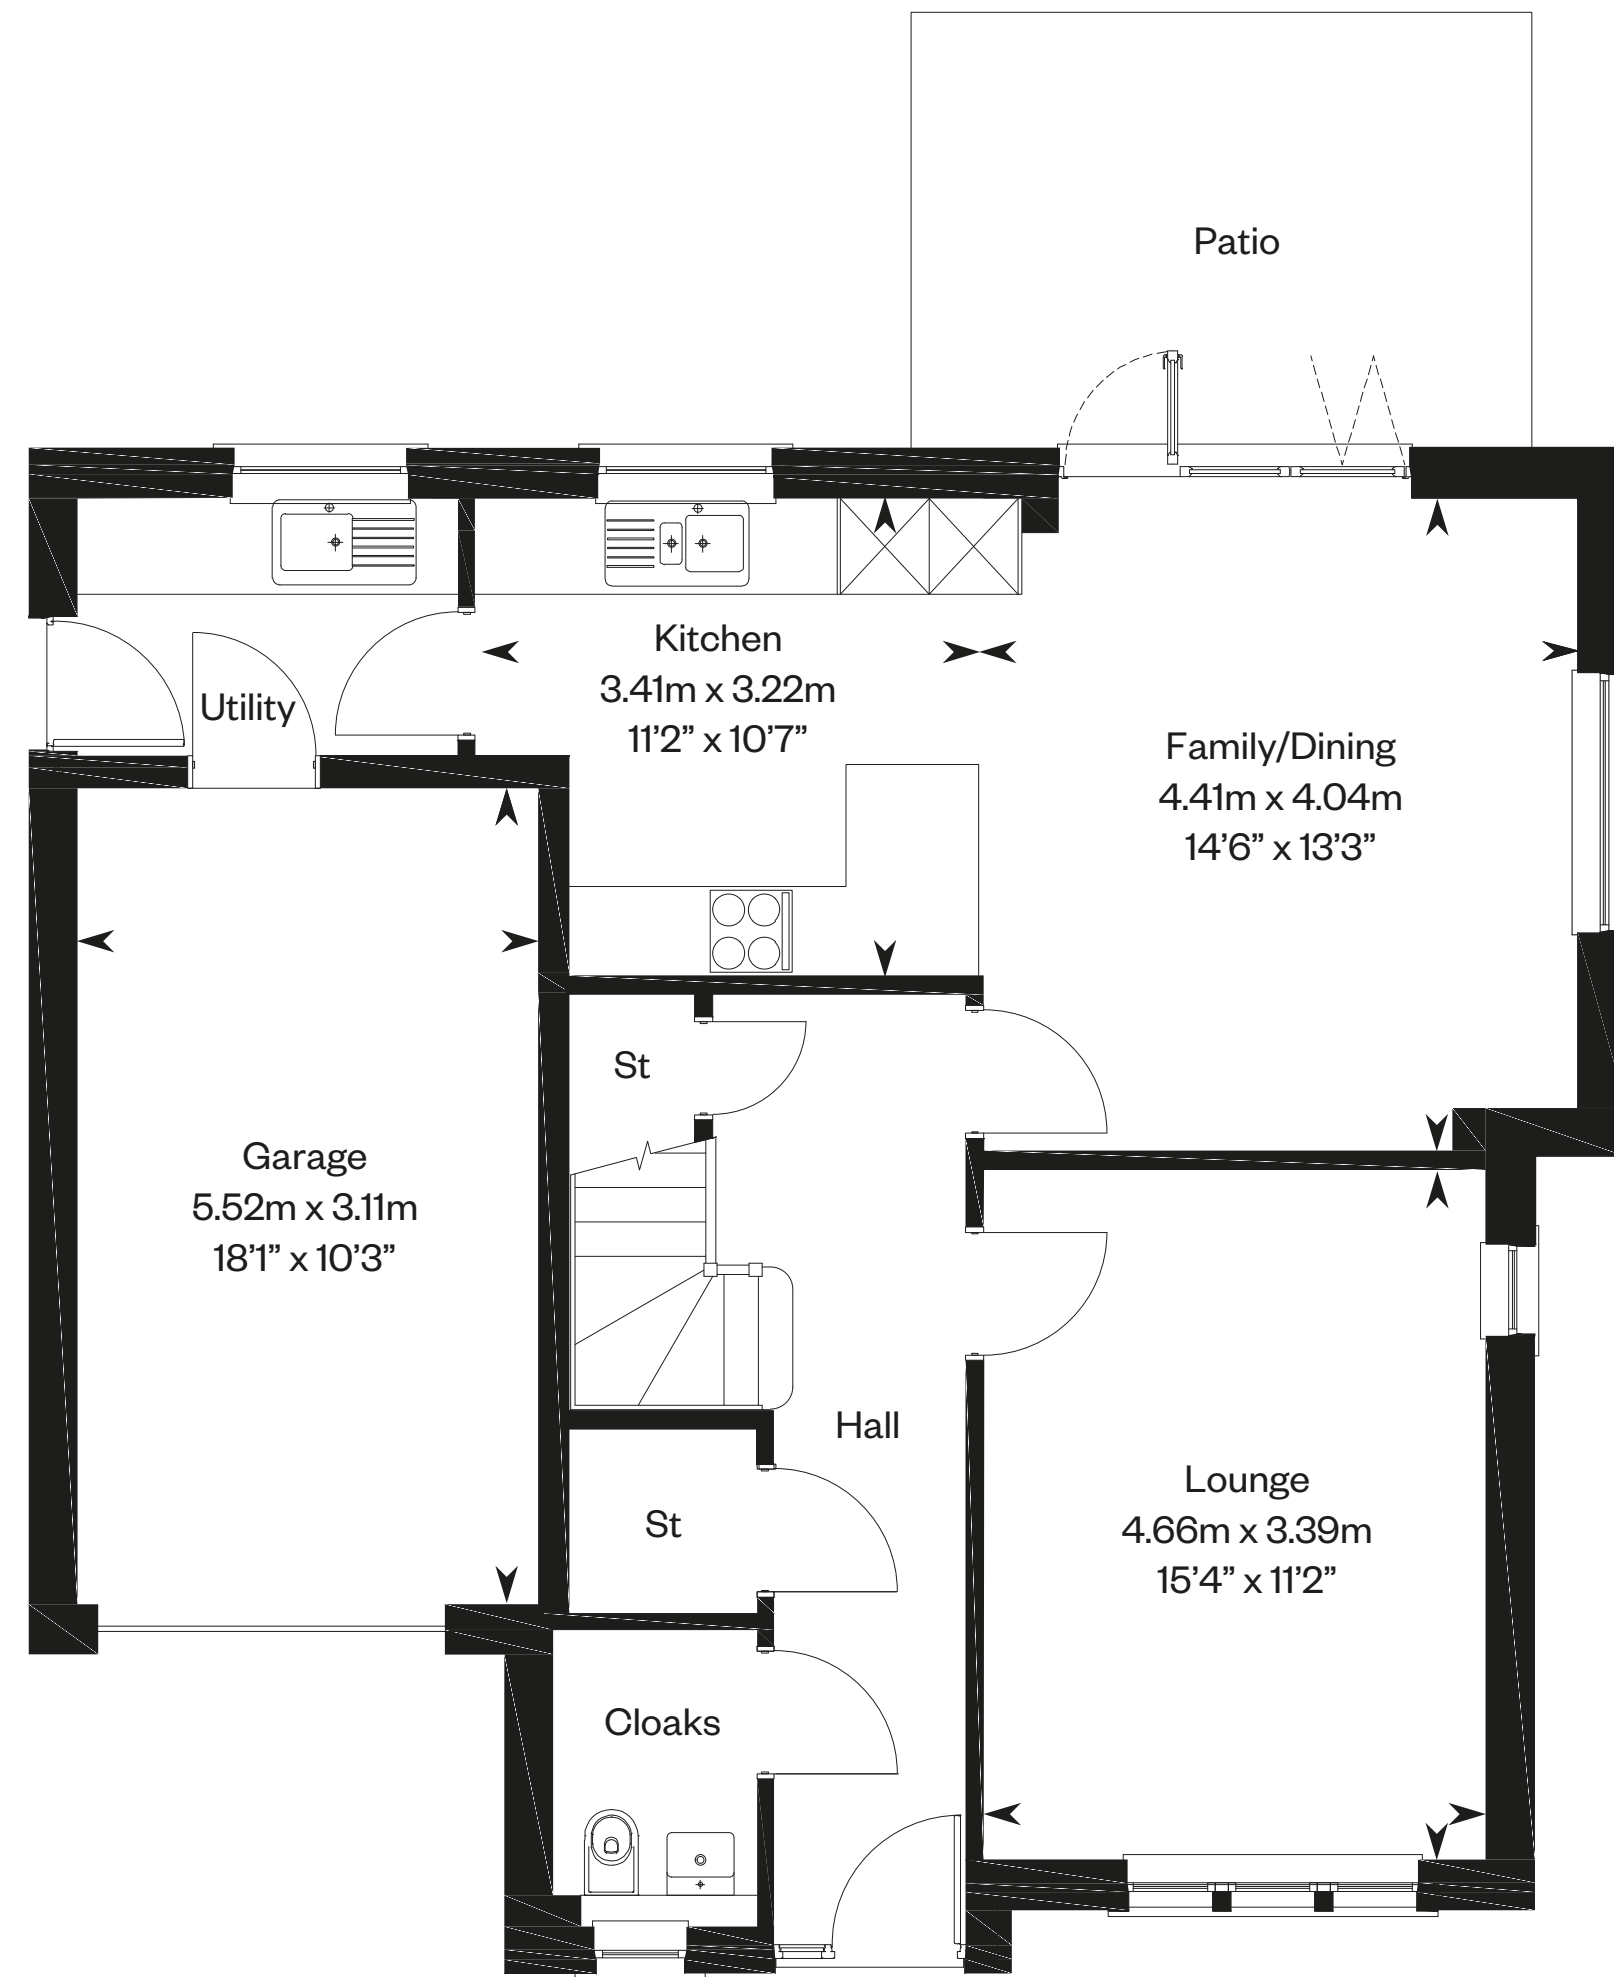 Patio
Kitchen
3.41m x 3.22m
11’2” x 10’7”
Utility
Family/Dining
4.41m x 4.04m
14’6” x 13’3”
St
Garage
5.52m x 3.11m
18’1” x 10’3”
Hall
Lounge
4.66m x 3.39m
15’4” x 11’2”
St
Cloaks